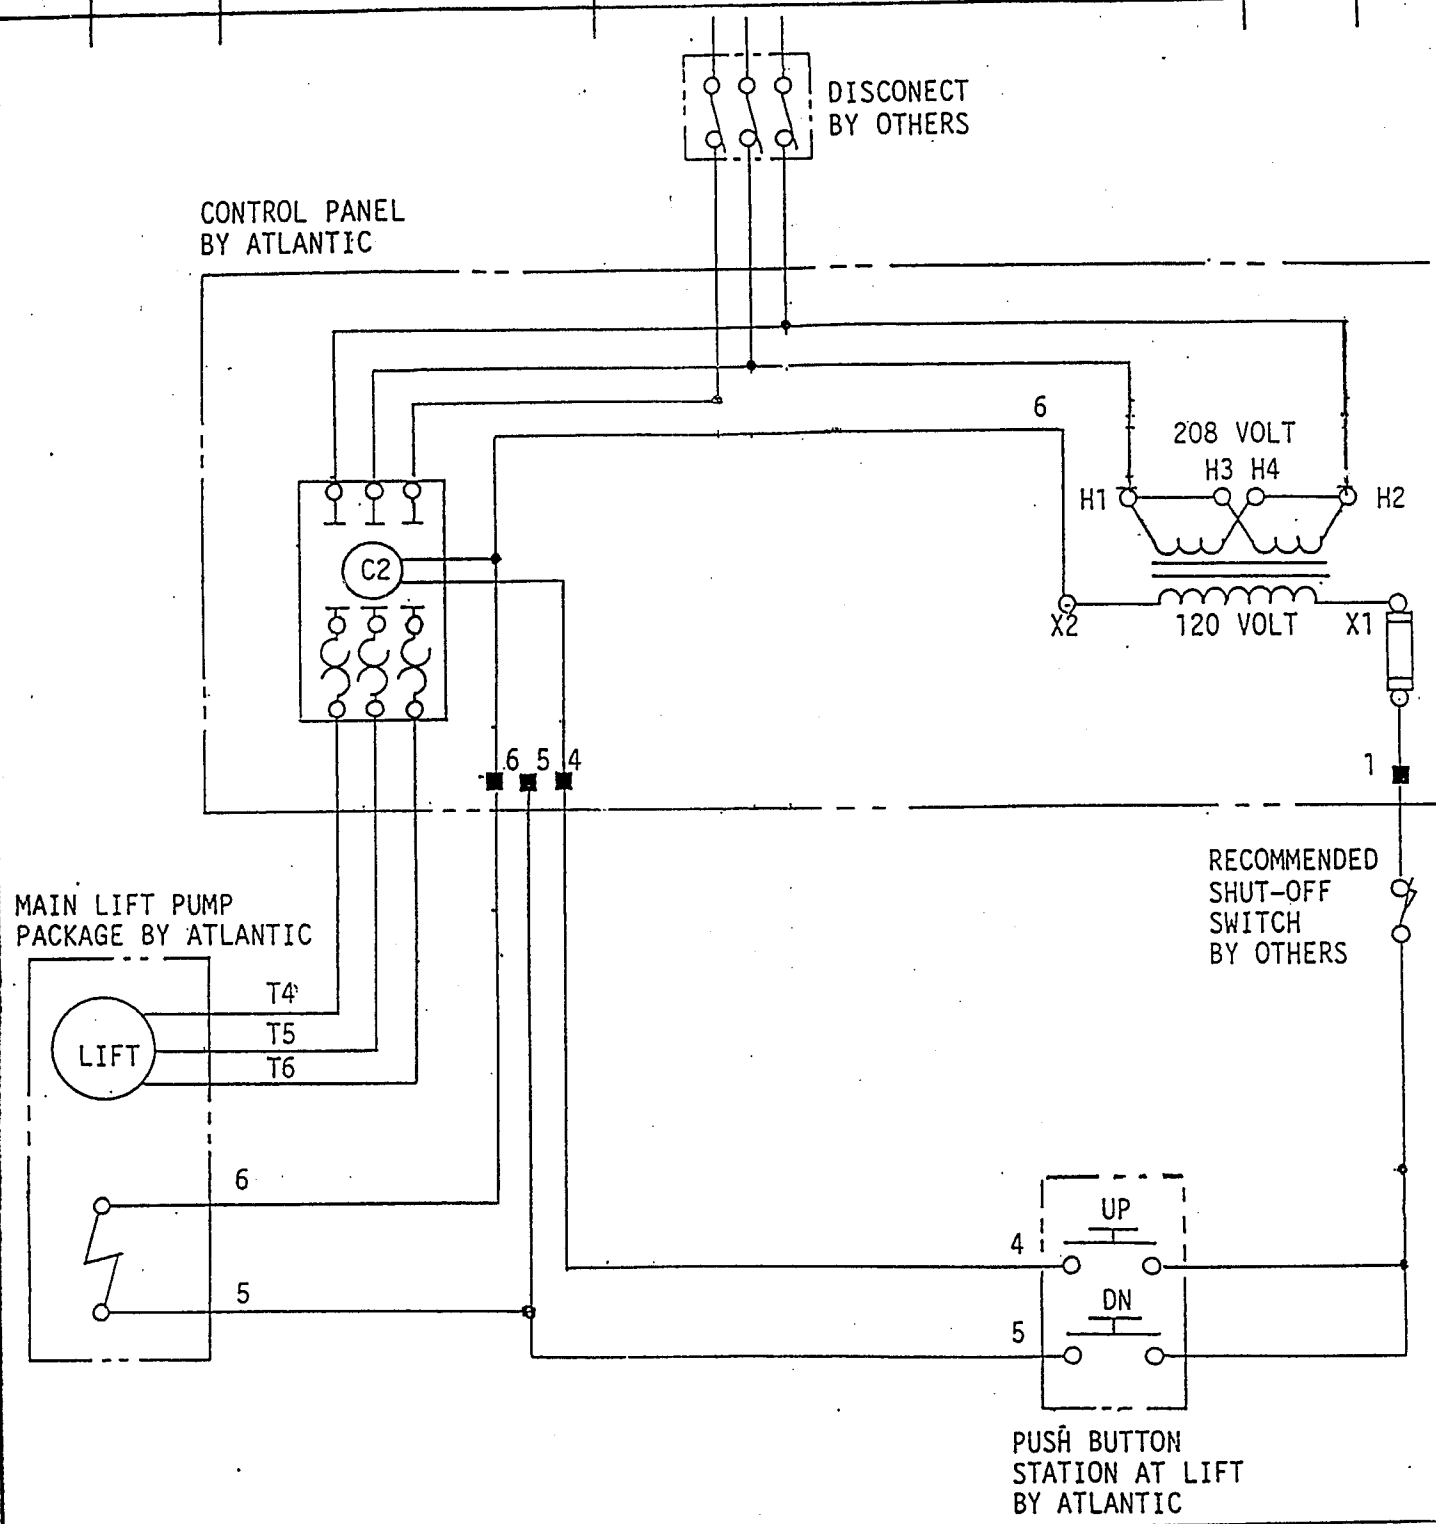 DISCONECT
BY OTHERS
CONTROL PANEL
BY ATLANTIC
6
208 VOLT
H3 H4
H1
H2
C2
X2
120 VOLT
X1
6 5 4
1
RECOMMENDED
SHUT-OFF
SWITCH
BY OTHERS
MAIN LIFT PUMP
PACKAGE BY ATLANTIC
T4
LIFT
T5
T6
6
UP
4
5
DN
5
PUSH BUTTON
STATION AT LIFT
BY ATLANTIC